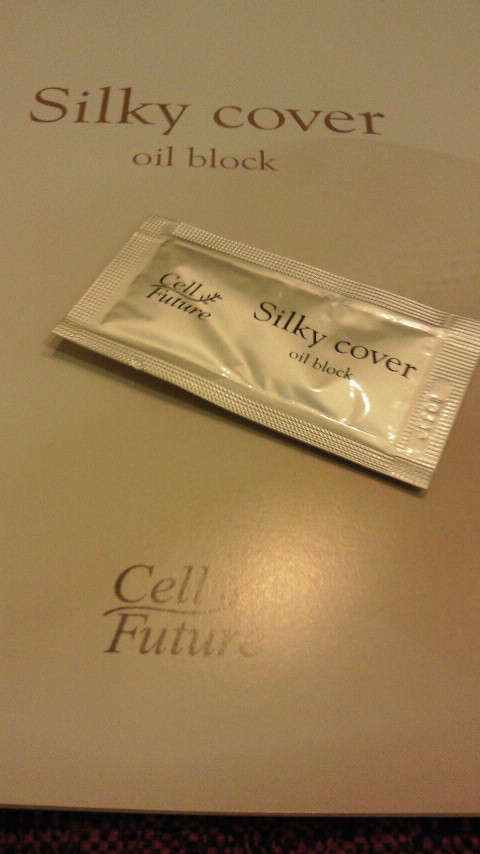 Silky cover
oil block
Cell
Future
Silky cover
oil block
Cell
Future